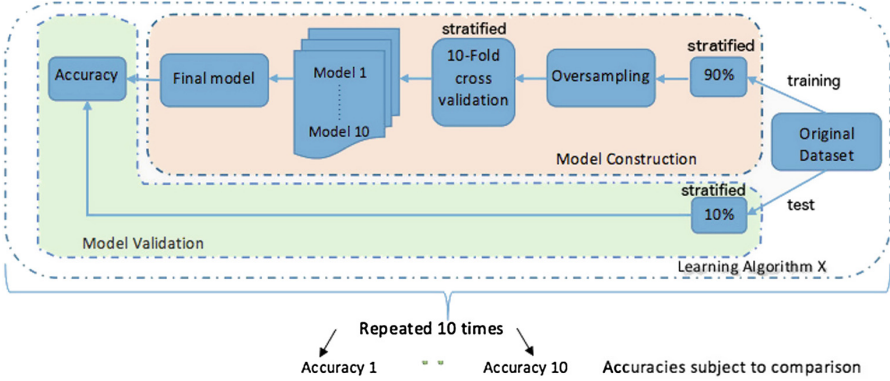 stratified
10-Fold
cross
validation
stratified
Accuracy
Final model
Model 1
Model 10
Oversampling
90%
training
Original
Dataset
Model Construction
stratified
10%
test
Model Validation
Learning Algorithm X
Repeated 10 times
Accuracy 1 " " Accuracy 10 Accuracies subject to comparison